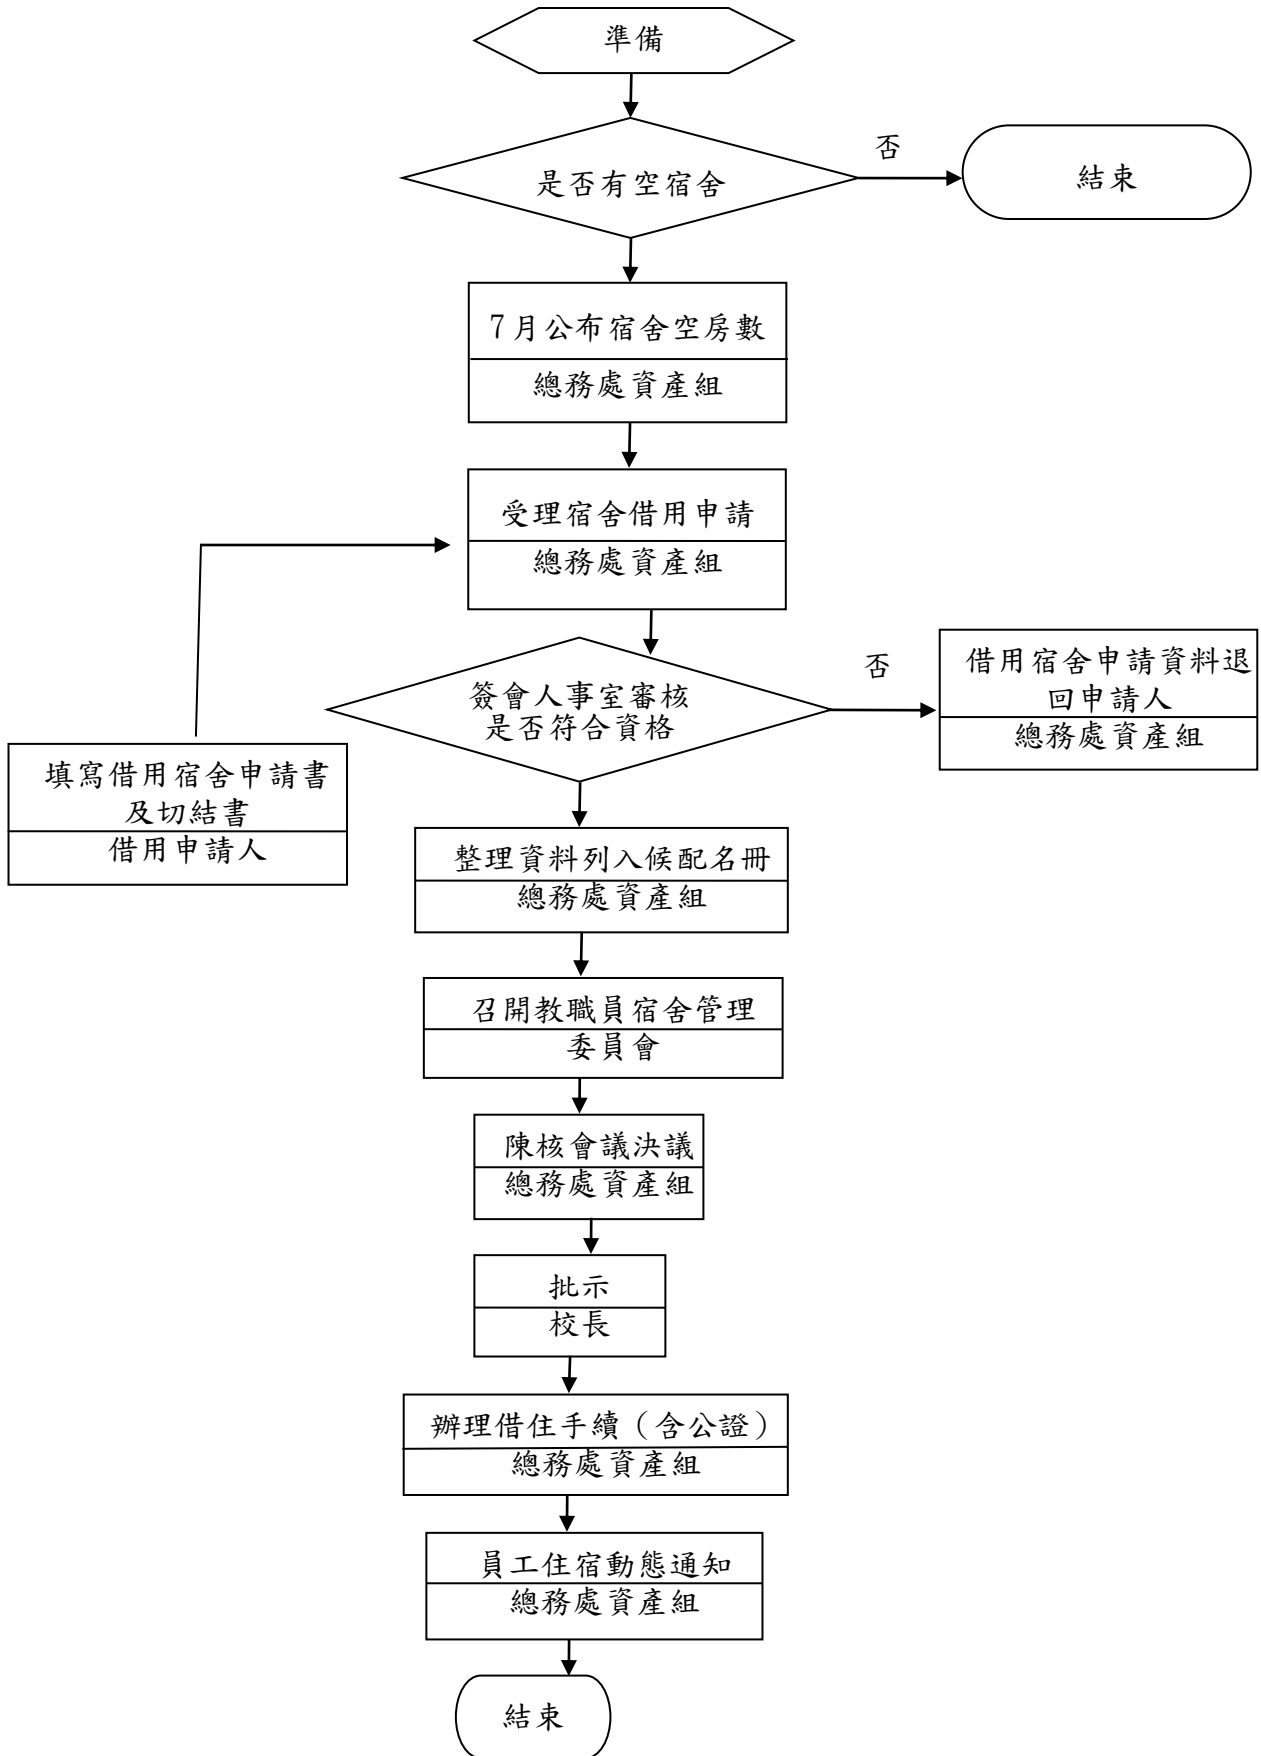 準備
是否有空宿舍
否
結束
7月公布宿舍空房數
總務處資產組
受理宿舍借用申請
總務處資產組
簽會人事室審核
是否符合資格
否
借用宿舍申請資料退
回申請人
總務處資產組
填寫借用宿舍申請書
及切結書
借用申請人
整理資料列入候配名冊
總務處資產組
召開教職員宿舍管理
委員會
陳核會議決議
總務處資產組
批示
校長
辦理借住手續（含公證）
總務處資產組
員工住宿動態通知
總務處資產組
結束